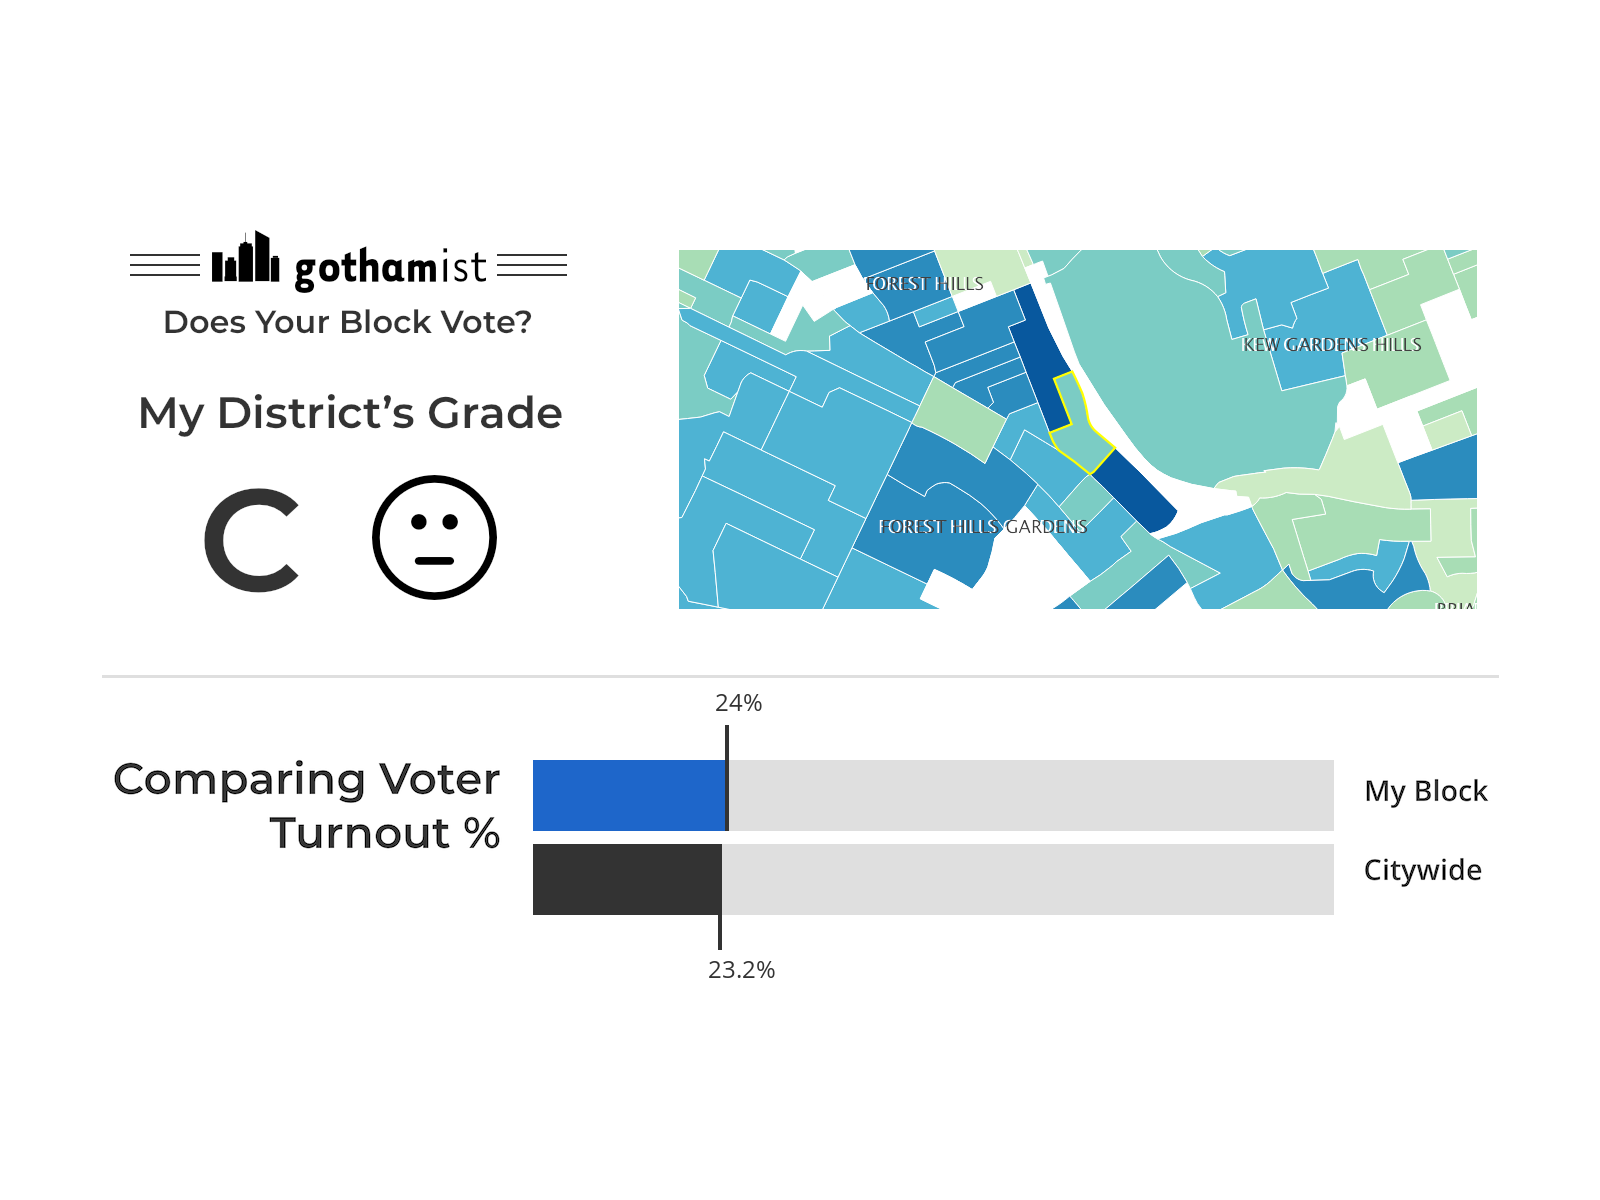 gothamist
Does Your Block Vote?
My District’s Grade
C
FOREST HILLS
KEW GARDENS HILLS
FOREST HILLS GARDENS
24%
Comparing Voter
Turnout %
My Block
Citywide
23.2%